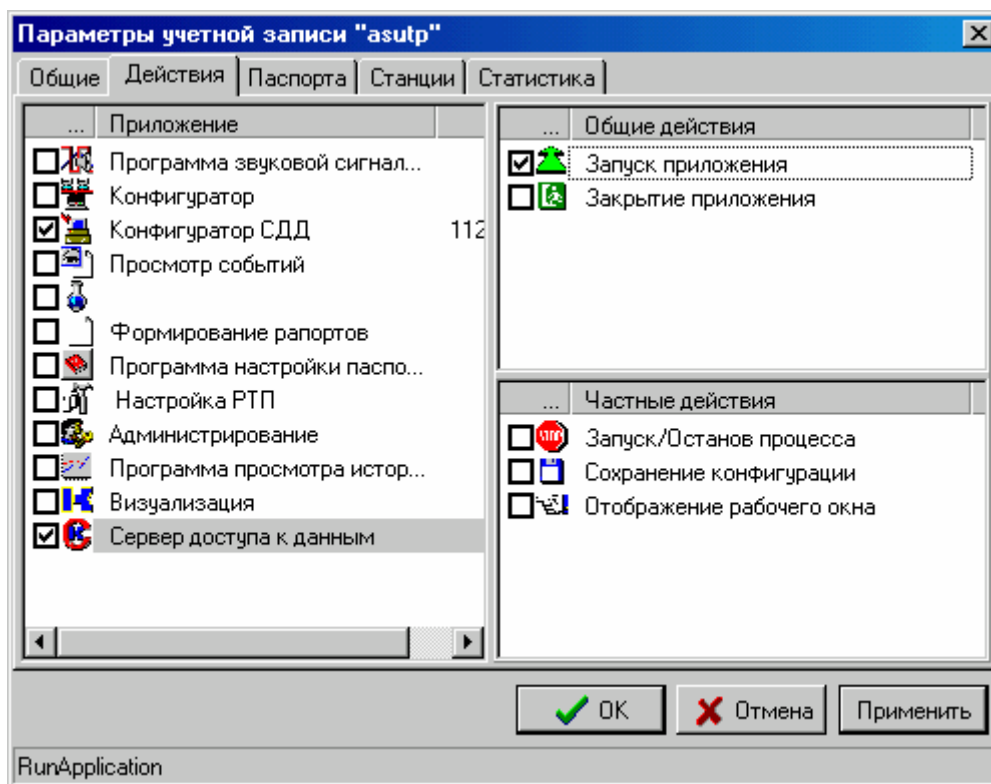 Параметры учетной записи "asutp"
Общие Действия Паспорта Станции Статистика
... Приложение
Программа звуковой сигнал...
Конфигуратор
Конфигуратор СДД 112
Просмотр событий
Формирование рапортов
Программа настройки паспо...
Настройка РТП
Администрирование
Программа просмотра истор...
Визуализация
Сервер доступа к данным
... Общие действия
Запуск приложения
Закрытие приложения
... Частные действия
STOP Запуск/Останов процесса
Сохранение конфигурации
Отображение рабочего окна
OK Отмена Применить
RunApplication